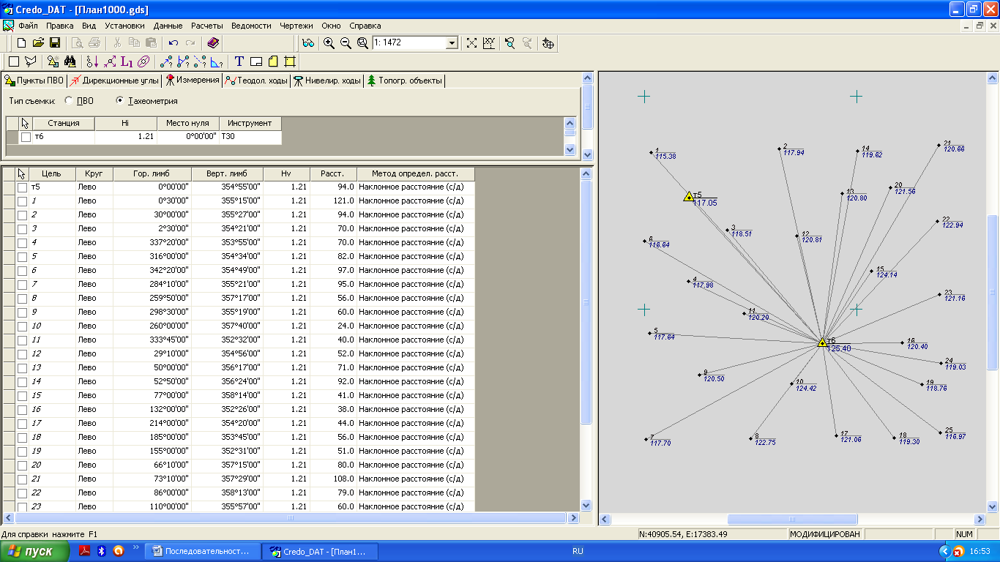 Credo_DAT - [План1000.gds]
Файл Правка Вид Установки Данные Расчеты Ведомости Чертежи Окно Справка
1: 1472
Пункты ПВО Дирекционные углы Измерения Теодол. ходы Нивелир. ходы Топогр. объекты
Тип съемки: ПВО Тахеометрия
Станция Hi Место нуля Инструмент
т6 1.21 0°00'00" Т30
Цель Круг Гор. лимб Верт. лимб Hv Расст. Метод определ. расст.
т5 Лево 0°00'00" 354°55'00" 1.21 94.0 Наклонное расстояние (с/д)
1 Лево 0°30'00" 355°15'00" 1.21 121.0 Наклонное расстояние (с/д)
2 Лево 30°00'00" 355°27'00" 1.21 94.0 Наклонное расстояние (с/д)
3 Лево 2°30'00" 354°21'00" 1.21 70.0 Наклонное расстояние (с/д)
4 Лево 337°20'00" 353°55'00" 1.21 70.0 Наклонное расстояние (с/д)
5 Лево 316°00'00" 354°34'00" 1.21 82.0 Наклонное расстояние (с/д)
6 Лево 342°20'00" 354°49'00" 1.21 97.0 Наклонное расстояние (с/д)
7 Лево 284°10'00" 355°21'00" 1.21 95.0 Наклонное расстояние (с/д)
8 Лево 259°50'00" 357°17'00" 1.21 56.0 Наклонное расстояние (с/д)
9 Лево 298°30'00" 355°19'00" 1.21 60.0 Наклонное расстояние (с/д)
10 Лево 260°00'00" 357°40'00" 1.21 24.0 Наклонное расстояние (с/д)
11 Лево 333°45'00" 352°32'00" 1.21 40.0 Наклонное расстояние (с/д)
12 Лево 29°10'00" 354°56'00" 1.21 52.0 Наклонное расстояние (с/д)
13 Лево 50°00'00" 356°17'00" 1.21 71.0 Наклонное расстояние (с/д)
14 Лево 52°50'00" 356°24'00" 1.21 92.0 Наклонное расстояние (с/д)
15 Лево 77°00'00" 358°14'00" 1.21 41.0 Наклонное расстояние (с/д)
16 Лево 132°00'00" 352°26'00" 1.21 38.0 Наклонное расстояние (с/д)
17 Лево 214°00'00" 354°20'00" 1.21 44.0 Наклонное расстояние (с/д)
18 Лево 185°00'00" 353°45'00" 1.21 56.0 Наклонное расстояние (с/д)
19 Лево 155°00'00" 352°31'00" 1.21 51.0 Наклонное расстояние (с/д)
20 Лево 66°10'00" 357°15'00" 1.21 80.0 Наклонное расстояние (с/д)
21 Лево 73°10'00" 357°29'00" 1.21 108.0 Наклонное расстояние (с/д)
22 Лево 86°00'00" 358°13'00" 1.21 79.0 Наклонное расстояние (с/д)
23 Лево 110°00'00" 355°57'00" 1.21 60.0 Наклонное расстояние (с/д)
1
115.38
2
117.94
14
119.62
21
120.66
т5
117.05
13
120.80
20
121.56
3
118.51
12
120.81
22
122.94
6
116.64
4
117.98
15
124.14
23
121.16
11
120.20
5
117.64
т6
125.40
16
120.40
24
119.03
9
120.50
10
124.42
19
118.76
7
117.70
8
122.75
17
121.06
18
119.30
25
116.97
Для справки нажмите F1
N:40905.54, E:17383.49 МОДИФИЦИРОВАН NUM
пуск Последовательност... Credo_DAT - [План1... RU 16:53